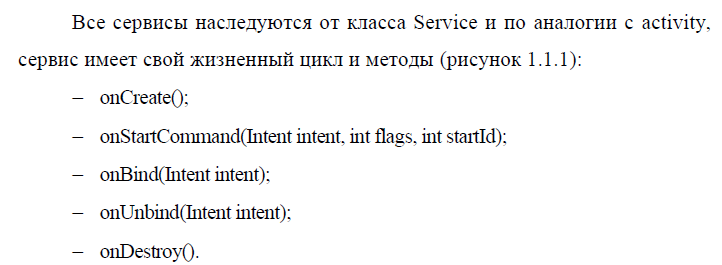 Все сервисы наследуются от класса Service и по аналогии с activity,
сервис имеет свой жизненный цикл и методы (рисунок 1.1.1):
– onCreate();
– onStartCommand(Intent intent, int flags, int startId);
– onBind(Intent intent);
– onUnbind(Intent intent);
– onDestroy().